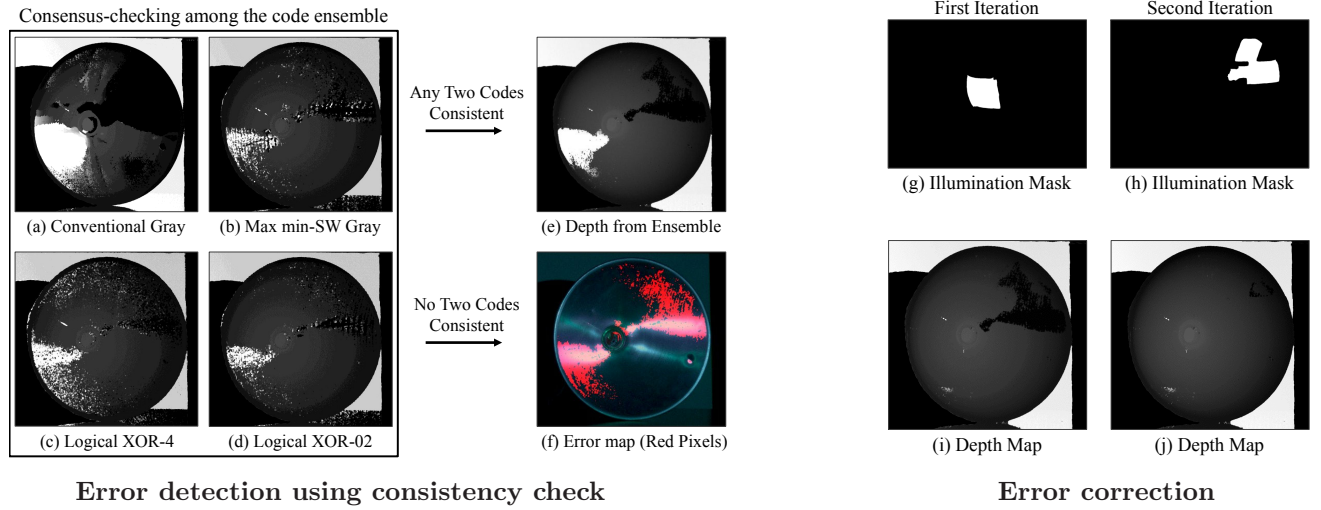 Consensus-checking among the code ensemble
(a) Conventional Gray
(b) Max min-SW Gray
(c) Logical XOR-4
(d) Logical XOR-02
Any Two Codes
Consistent
No Two Codes
Consistent
(e) Depth from Ensemble
(f) Error map (Red Pixels)
Error detection using consistency check
First Iteration
Second Iteration
(g) Illumination Mask
(h) Illumination Mask
(i) Depth Map
(j) Depth Map
Error correction